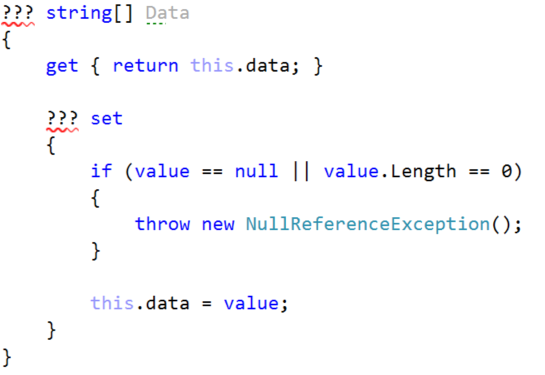 ??? string[] Data
{
    get { return this.data; }

    ??? set
    {
        if (value == null || value.Length == 0)
        {
            throw new NullReferenceException();
        }

        this.data = value;
    }
}